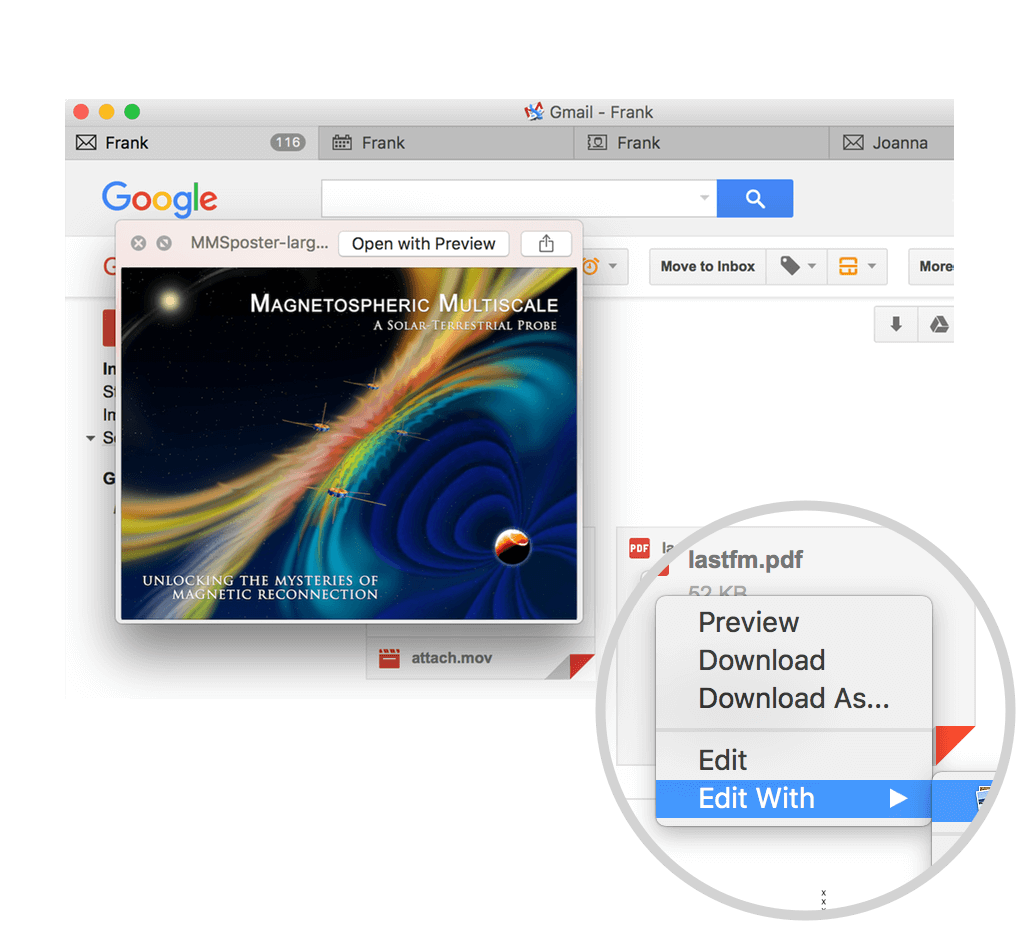 Gmail - Frank
Frank 116 Frank Frank Joanna
Google
MMSposter-larg... Open with Preview
Move to Inbox
MAGNETOSPHERIC MULTISCALE
A SOLAR-TERRESTRIAL PROBE
UNLOCKING THE MYSTERIES OF
MAGNETIC RECONNECTION
attach.mov
PDF
lastfm.pdf
52 KB
Preview
Download
Download As...
Edit
Edit With
x
x